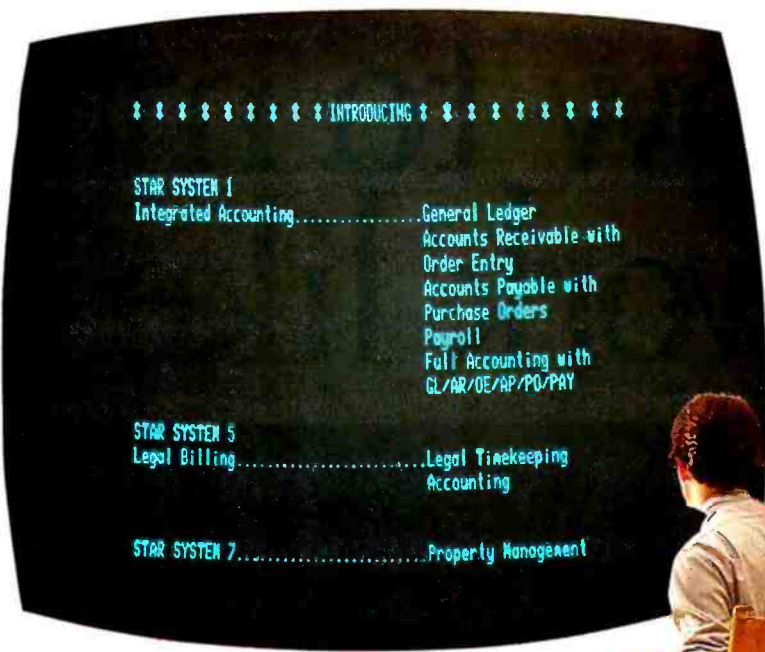 * * * * * * * * * INTRODUCING * * * * * * * * *
STAR SYSTEM 1
Integrated Accounting................General Ledger
Accounts Receivable with
Order Entry
Accounts Payable with
Purchase Orders
Payroll
Full Accounting with
GL/AR/OE/AP/PO/PAY
STAR SYSTEM 5
Legal Billing........................Legal Timekeeping
Accounting
STAR SYSTEM 7........................Property Management